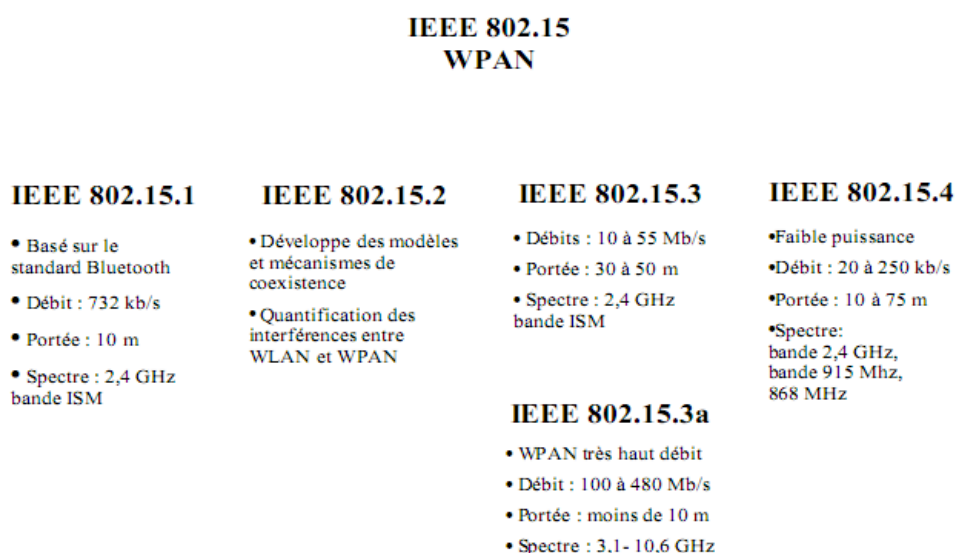 IEEE 802.15
WPAN
IEEE 802.15.1
• Basé sur le
standard Bluetooth
• Débit : 732 kb/s
• Portée : 10 m
• Spectre : 2,4 GHz
bande ISM
IEEE 802.15.2
• Développe des modèles
et mécanismes de
coexistence
• Quantification des
interférences entre
WLAN et WPAN
IEEE 802.15.3
• Débits : 10 à 55 Mb/s
• Portée : 30 à 50 m
• Spectre : 2,4 GHz
bande ISM
IEEE 802.15.3a
• WPAN très haut débit
• Débit : 100 à 480 Mb/s
• Portée : moins de 10 m
• Spectre : 3,1- 10,6 GHz
IEEE 802.15.4
•Faible puissance
•Débit : 20 à 250 kb/s
•Portée : 10 à 75 m
•Spectre:
bande 2,4 GHz,
bande 915 Mhz,
868 MHz